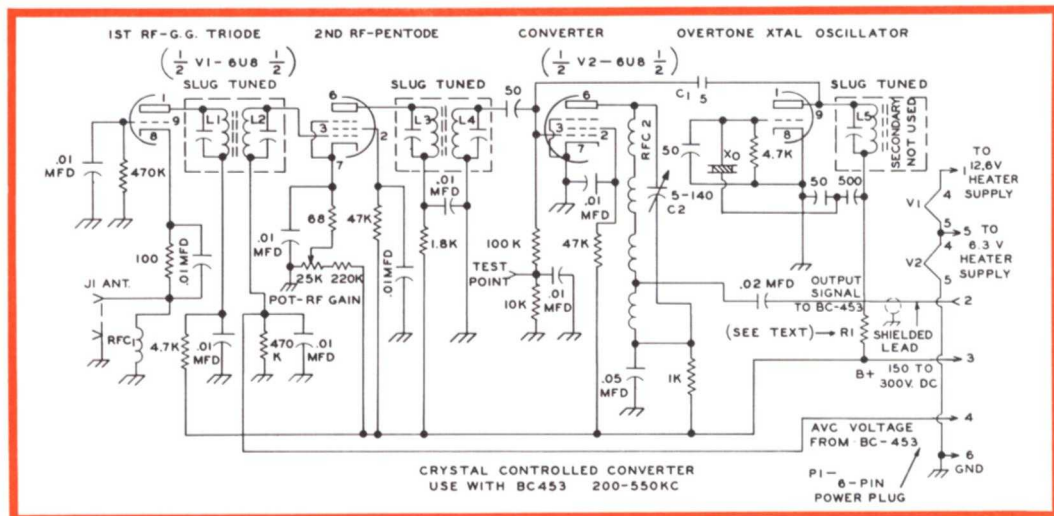 1ST RF-G.G. TRIODE
(1/2 V1-6U8 1/2)
2ND RF-PENTODE
CONVERTER
(1/2 V2-6U8 1/2)
OVERTONE XTAL OSCILLATOR
SLUG TUNED
SLUG TUNED
SLUG TUNED
1
9
8
L1
L2
6
3
2
7
L3
L4
50
6
3
2
7
C1 5
RFC 2
1
9
8
L5
SECONDARY
NOT USED
.01
MFD
470K
100
.01 MFD
J1 ANT.
RFC1
4.7K
.01
MFD
470
K
.01
MFD
.01
MFD
68
25K
220K
POT-RF GAIN
47K
.01 MFD
.01
MFD
1.8K
100K
TEST
POINT
10K
.01
MFD
.01
MFD
47K
5-140
C2
.05
MFD
1K
50
XO
4.7K
50
500
.02 MFD
OUTPUT
SIGNAL
TO BC-453
(SEE TEXT)→R1
SHIELDED
LEAD
B+
150 TO
300V. DC
TO
1 12,6V
HEATER
SUPPLY
V1
4
5
5 TO
6.3 V
HEATER
SUPPLY
V2
4
5
2
3
4
AVC VOLTAGE
FROM BC-453
6
GND
P1-
6-PIN
POWER PLUG
CRYSTAL CONTROLLED CONVERTER
USE WITH BC453 200-550KC